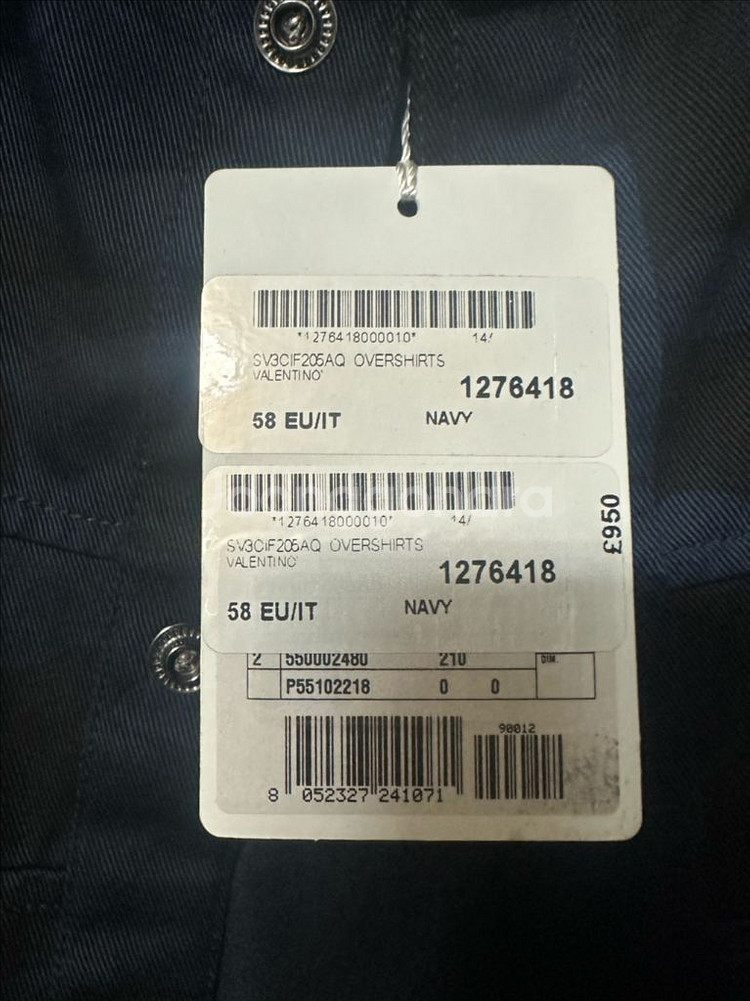 *1276418000010* 14/
SV3CIF205AQ OVERSHIRTS
VALENTINO
1276418
58 EU/IT NAVY
*1276418000010* 14/
SV3CIF205AQ OVERSHIRTS
VALENTINO
1276418
58 EU/IT NAVY
£950
2 550002480 210 DIM.
P55102218 0 0
90012
8 052327 241071